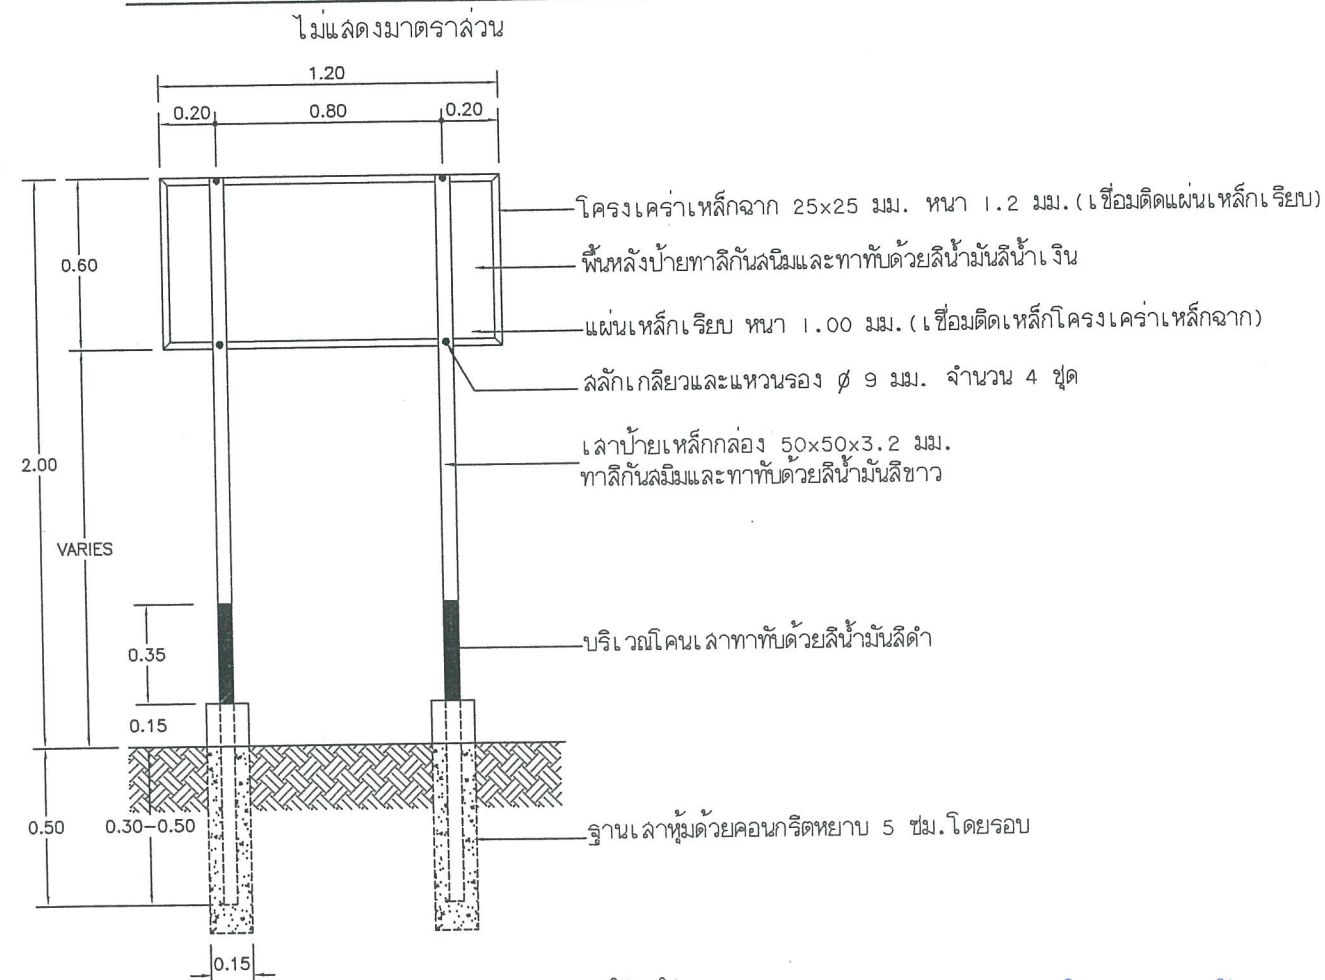 ไม่แสดงมาตราส่วน
1.20
0.20 0.80 0.20
โครงเคร่าเหล็กฉาก 25x25 มม. หนา 1.2 มม.(เชื่อมติดแผ่นเหล็กเรียบ)
0.60
พื้นหลังป้ายทาสีกันสนิมและทาทับด้วยสีน้ำมันสีน้ำเงิน
แผ่นเหล็กเรียบ หนา 1.00 มม.(เชื่อมติดเหล็กโครงเคร่าเหล็กฉาก)
สลักเกลียวและแหวนรอง ø 9 มม. จำนวน 4 ชุด
2.00
เสาป้ายเหล็กกล่อง 50x50x3.2 มม.
ทาสีกันสมิมและทาทับด้วยสีน้ำมันสีขาว
VARIES
0.35
บริเวณโคนเสาทาทับด้วยสีน้ำมันสีดำ
0.15
0.50 0.30-0.50
ฐานเสาหุ้มด้วยคอนกรีตหยาบ 5 ซม.โดยรอบ
0.15